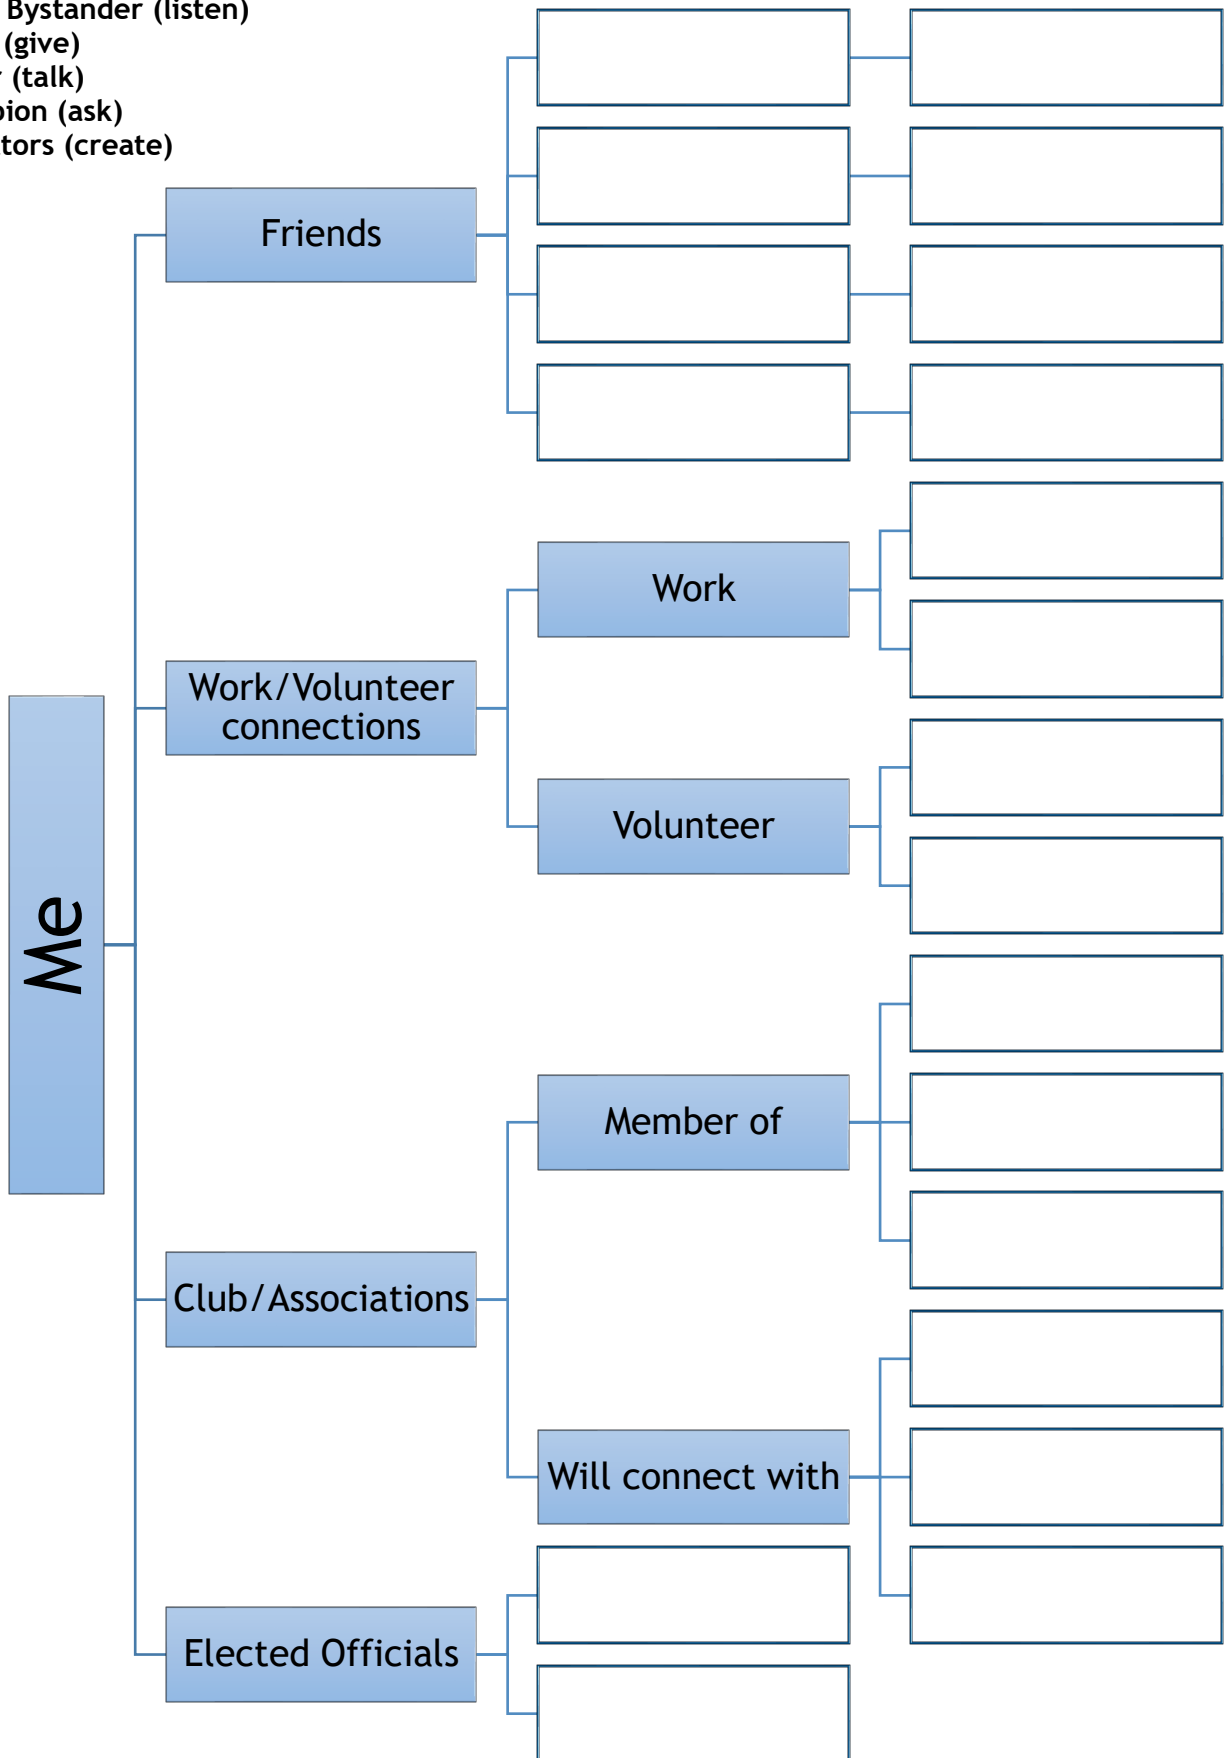 Bystander (listen)
(give)
(talk)
(ask)
(create)
Friends
Work/Volunteer
connections
Work
Volunteer
Me
Club/Associations
Member of
Will connect with
Elected Officials